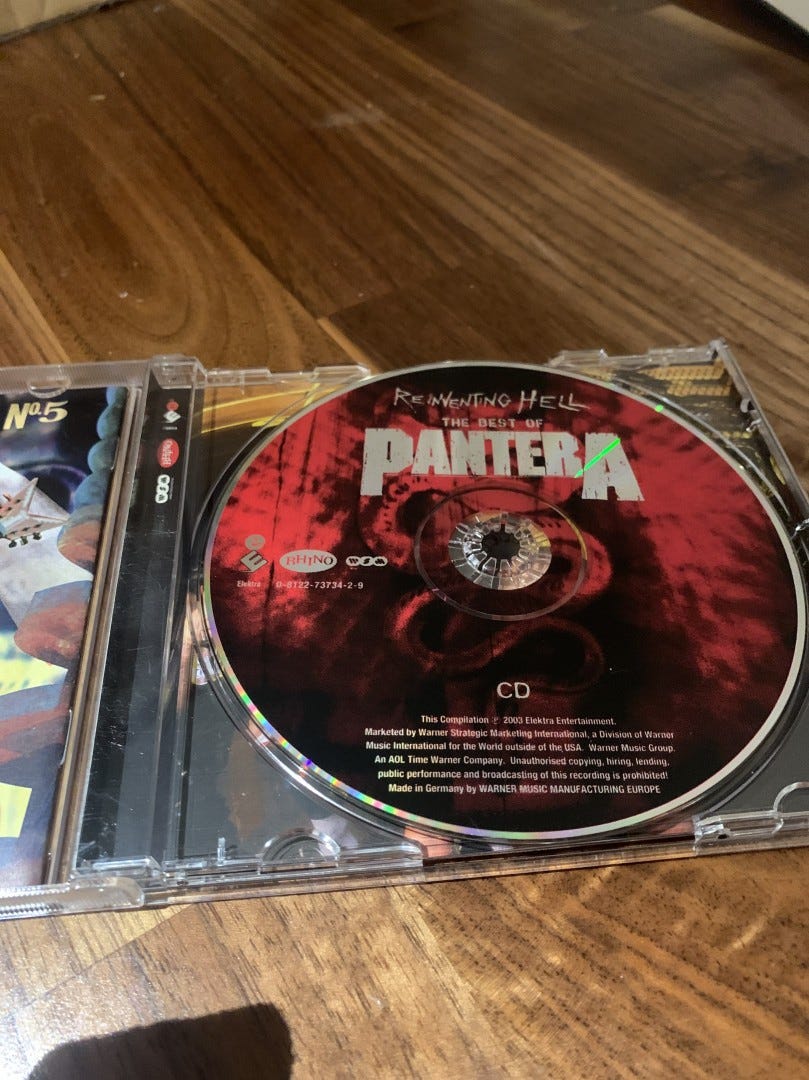 Nº.5
REINVENTING HELL
THE BEST OF
PANTERA
RHINO
Elektra 0-8122-73734-2-9
CD
This Compilation ℗ 2003 Elektra Entertainment.
Marketed by Warner Strategic Marketing International, a Division of Warner
Music International for the World outside of the USA. Warner Music Group.
An AOL Time Warner Company. Unauthorised copying, hiring, lending,
public performance and broadcasting of this recording is prohibited!
Made in Germany by WARNER MUSIC MANUFACTURING EUROPE